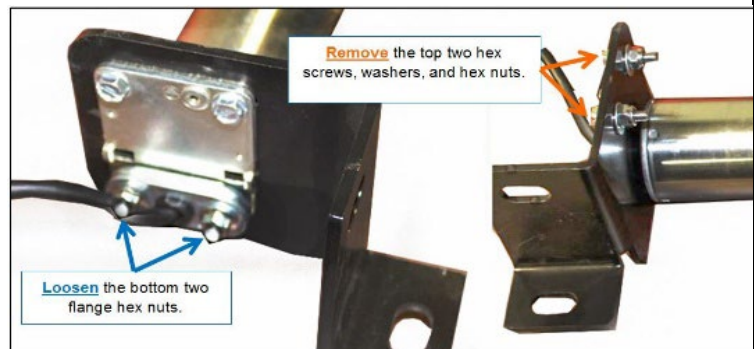 Remove the top two hex
screws, washers, and hex nuts.
Loosen the bottom two
flange hex nuts.